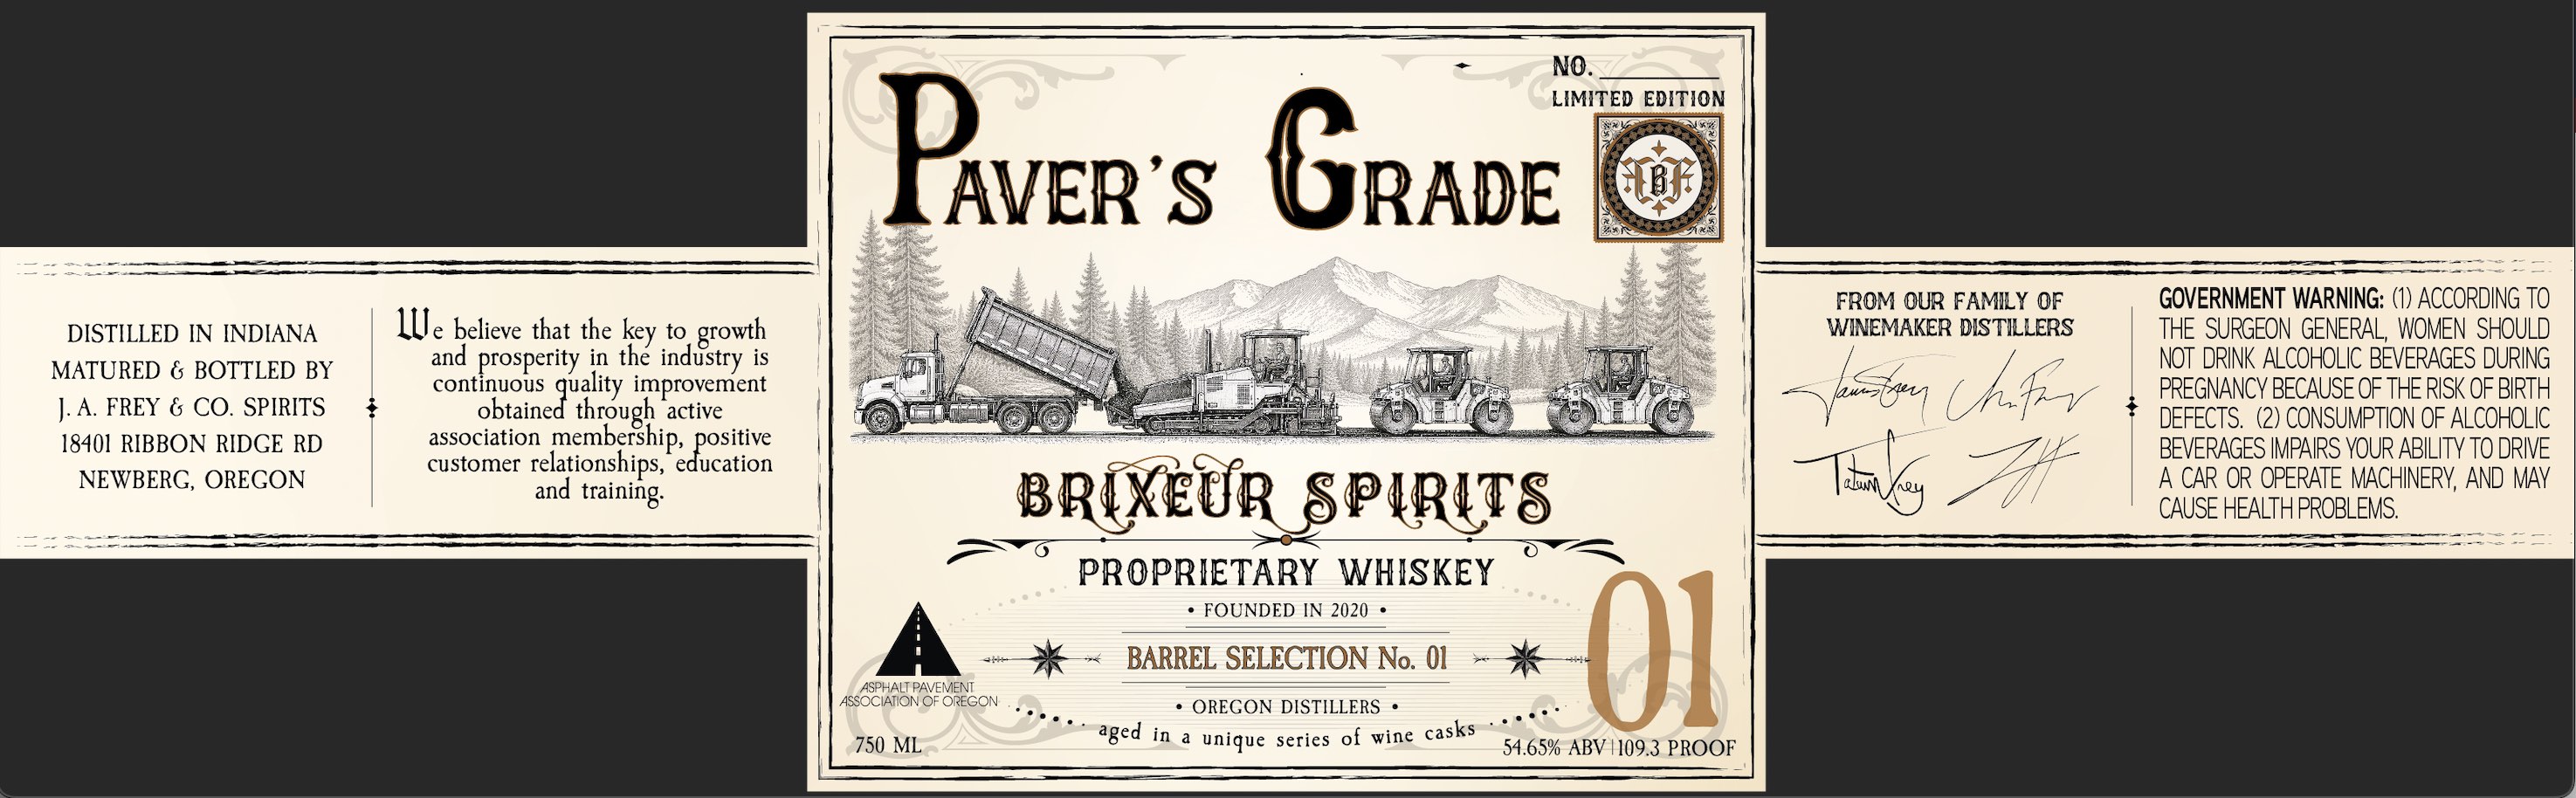 DISTILLED IN INDIANA
MATURED & BOTTLED BY
J. A. FREY & CO. SPIRITS
18401 RIBBON RIDGE RD
NEWBERG, OREGON
We believe that the key to growth
and prosperity in the industry is
continuous quality improvement
obtained through active
association membership, positive
customer relationships, education
and training.
NO.
LIMITED EDITION
PAVER'S GRADE
BRIXEUR SPIRITS
PROPRIETARY WHISKEY
• FOUNDED IN 2020 •
BARREL SELECTION No. 01
• OREGON DISTILLERS •
aged in a unique series of wine casks
ASPHALT PAVEMENT
ASSOCIATION OF OREGON
750 ML
01
54.65% ABV | 109.3 PROOF
FROM OUR FAMILY OF
WINEMAKER DISTILLERS
Tatum Frey
GOVERNMENT WARNING: (1) ACCORDING TO
THE SURGEON GENERAL, WOMEN SHOULD
NOT DRINK ALCOHOLIC BEVERAGES DURING
PREGNANCY BECAUSE OF THE RISK OF BIRTH
DEFECTS. (2) CONSUMPTION OF ALCOHOLIC
BEVERAGES IMPAIRS YOUR ABILITY TO DRIVE
A CAR OR OPERATE MACHINERY, AND MAY
CAUSE HEALTH PROBLEMS.